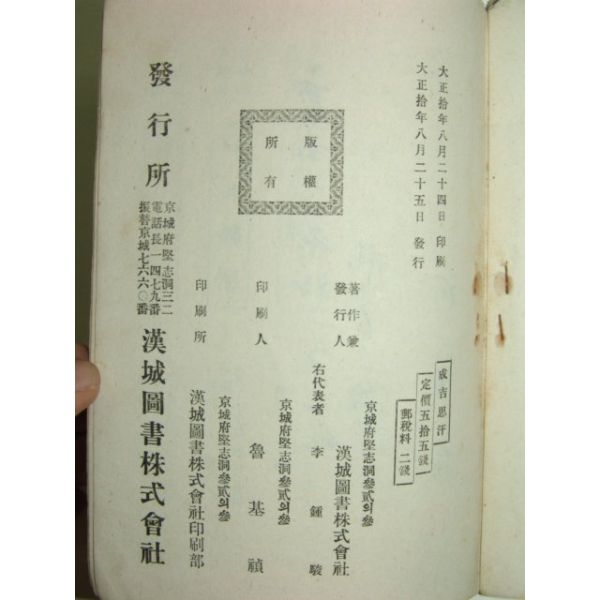 大正拾年八月二十四日 印刷
大正拾年八月二十五日 發行
成吉思汗
定價五拾五錢
郵稅料 二錢
版權
所有
著作兼
發行人
京城府堅志洞參貳의參
漢城圖書株式會社
右代表者 李鍾駿
印刷人
京城府堅志洞參貳의參
魯基禎
印刷所
京城府堅志洞參貳의參
漢城圖書株式會社印刷部
發行所
京城府堅志洞三二
電話長一四七九番
振替京城七六六〇番
漢城圖書株式會社